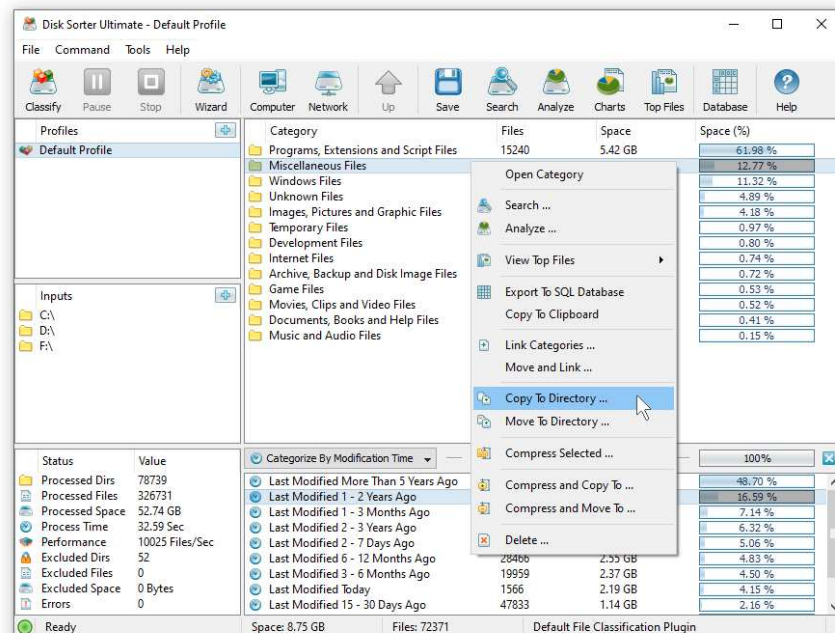 Disk Sorter Ultimate - Default Profile
File Command Tools Help
Classify Pause Stop Wizard Computer Network Up Save Search Analyze Charts Top Files Database Help
Profiles
Default Profile
Inputs
C:\
D:\
F:\
Category Files Space Space (%)
Programs, Extensions and Script Files 15240 5.42 GB 61.98 %
Miscellaneous Files 12.77 %
Windows Files 11.32 %
Unknown Files 4.89 %
Images, Pictures and Graphic Files 4.18 %
Temporary Files 0.97 %
Development Files 0.80 %
Internet Files 0.74 %
Archive, Backup and Disk Image Files 0.72 %
Game Files 0.53 %
Movies, Clips and Video Files 0.52 %
Documents, Books and Help Files 0.41 %
Music and Audio Files 0.15 %
Open Category
Search ...
Analyze ...
View Top Files
Export To SQL Database
Copy To Clipboard
Link Categories ...
Move and Link ...
Copy To Directory ...
Move To Directory ...
Compress Selected ...
Compress and Copy To ...
Compress and Move To ...
Delete ...
Status Value
Processed Dirs 78739
Processed Files 326731
Processed Space 52.74 GB
Process Time 32.59 Sec
Performance 10025 Files/Sec
Excluded Dirs 52
Excluded Files 0
Excluded Space 0 Bytes
Errors 0
Categorize By Modification Time 100%
Last Modified More Than 5 Years Ago 48.70 %
Last Modified 1 - 2 Years Ago 16.59 %
Last Modified 1 - 3 Months Ago 7.14 %
Last Modified 2 - 3 Years Ago 6.32 %
Last Modified 2 - 7 Days Ago 5.06 %
Last Modified 6 - 12 Months Ago 28466 2.55 GB 4.83 %
Last Modified 3 - 6 Months Ago 19959 2.37 GB 4.50 %
Last Modified Today 1566 2.19 GB 4.15 %
Last Modified 15 - 30 Days Ago 47833 1.14 GB 2.16 %
Ready Space: 8.75 GB Files: 72371 Default File Classification Plugin